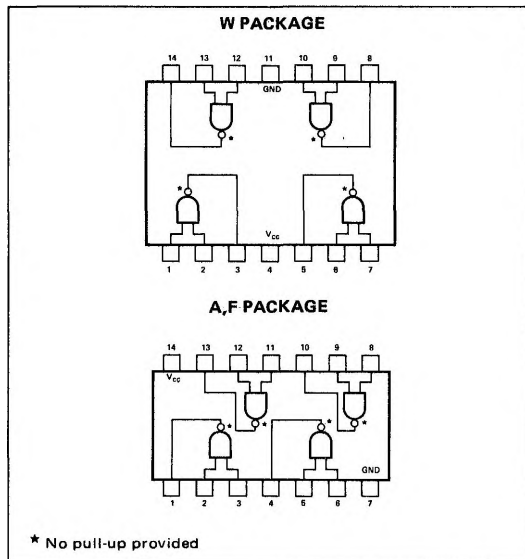 W PACKAGE
14 13 12 11 10 9 8
GND
*
*
*
*
V_CC
1 2 3 4 5 6 7
A,F PACKAGE
14 13 12 11 10 9 8
V_CC
*
*
*
*
GND
1 2 3 4 5 6 7
* No pull-up provided